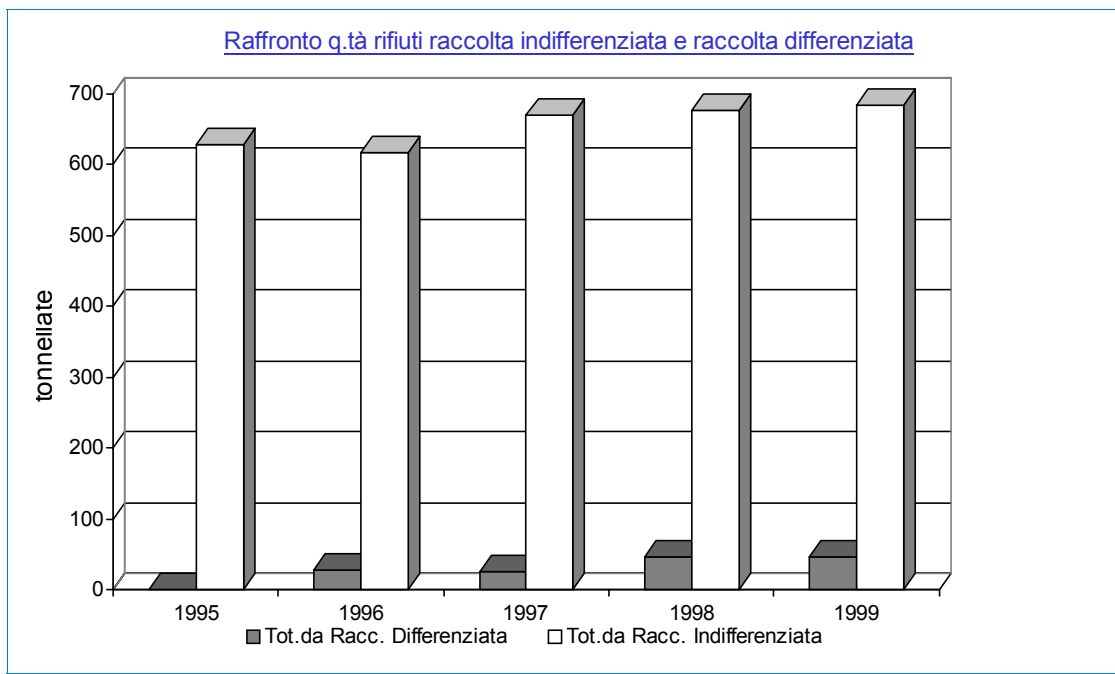 Raffronto q.tà rifiuti raccolta indifferenziata e raccolta differenziata
700
600
500
400
300
200
100
0
tonnellate
1995 1996 1997 1998 1999
Tot.da Racc. Differenziata Tot.da Racc. Indifferenziata